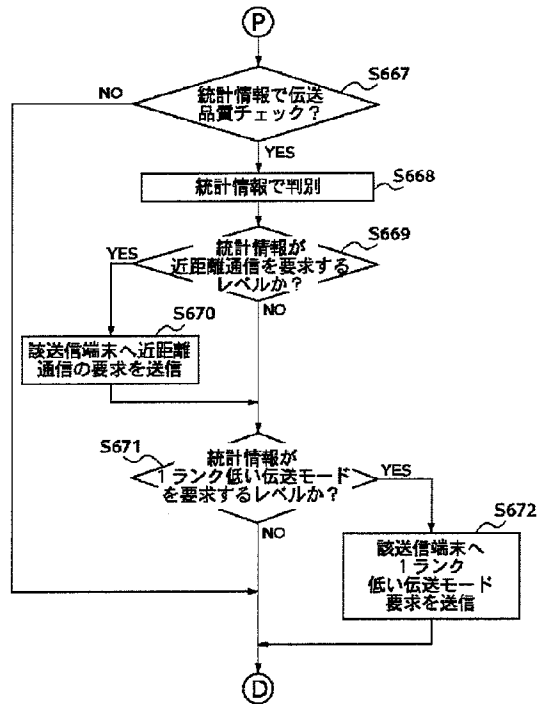 P
S667
NO
統計情報で伝送
品質チェック？
YES
統計情報で判別
S668
S669
YES
統計情報が
近距離通信を要求する
レベルか？
NO
S670
該送信端末へ近距離
通信の要求を送信
S671
統計情報が
1ランク低い伝送モード
を要求するレベルか？
YES
NO
S672
該送信端末へ
1ランク
低い伝送モード
要求を送信
D